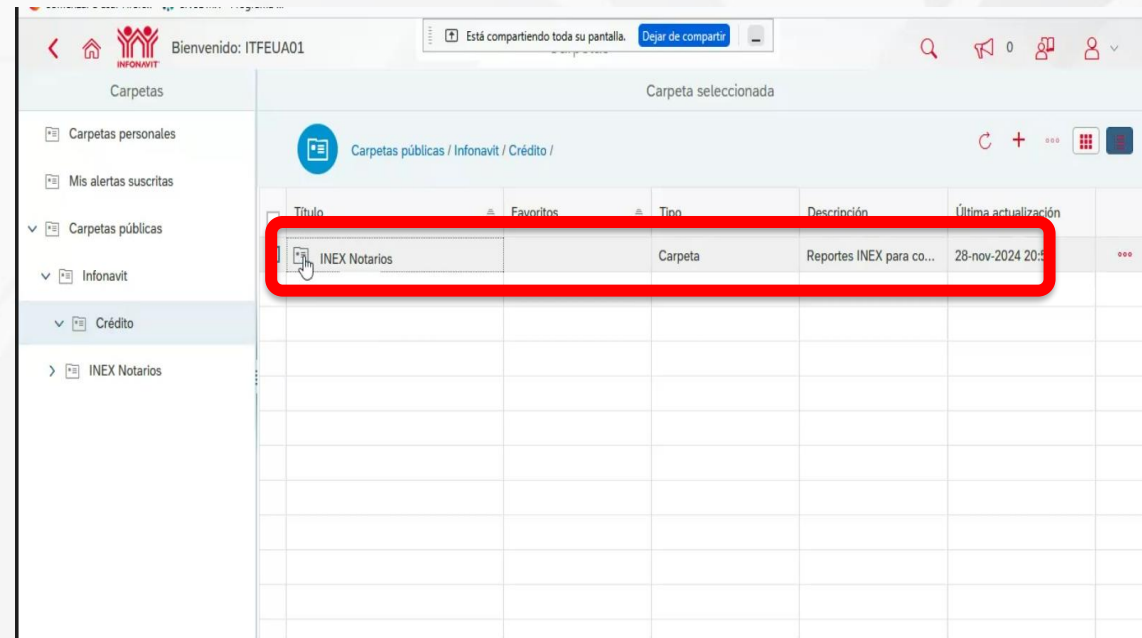 Bienvenido: ITFEUA01
Está compartiendo toda su pantalla. Dejar de compartir
0
INFONAVIT
Carpetas
Carpeta seleccionada
Carpetas personales
Mis alertas suscritas
Carpetas públicas
Infonavit
Crédito
INEX Notarios
Carpetas públicas / Infonavit / Crédito /
Título Favoritos Tipo Descripción Última actualización
INEX Notarios Carpeta Reportes INEX para co... 28-nov-2024 20:5